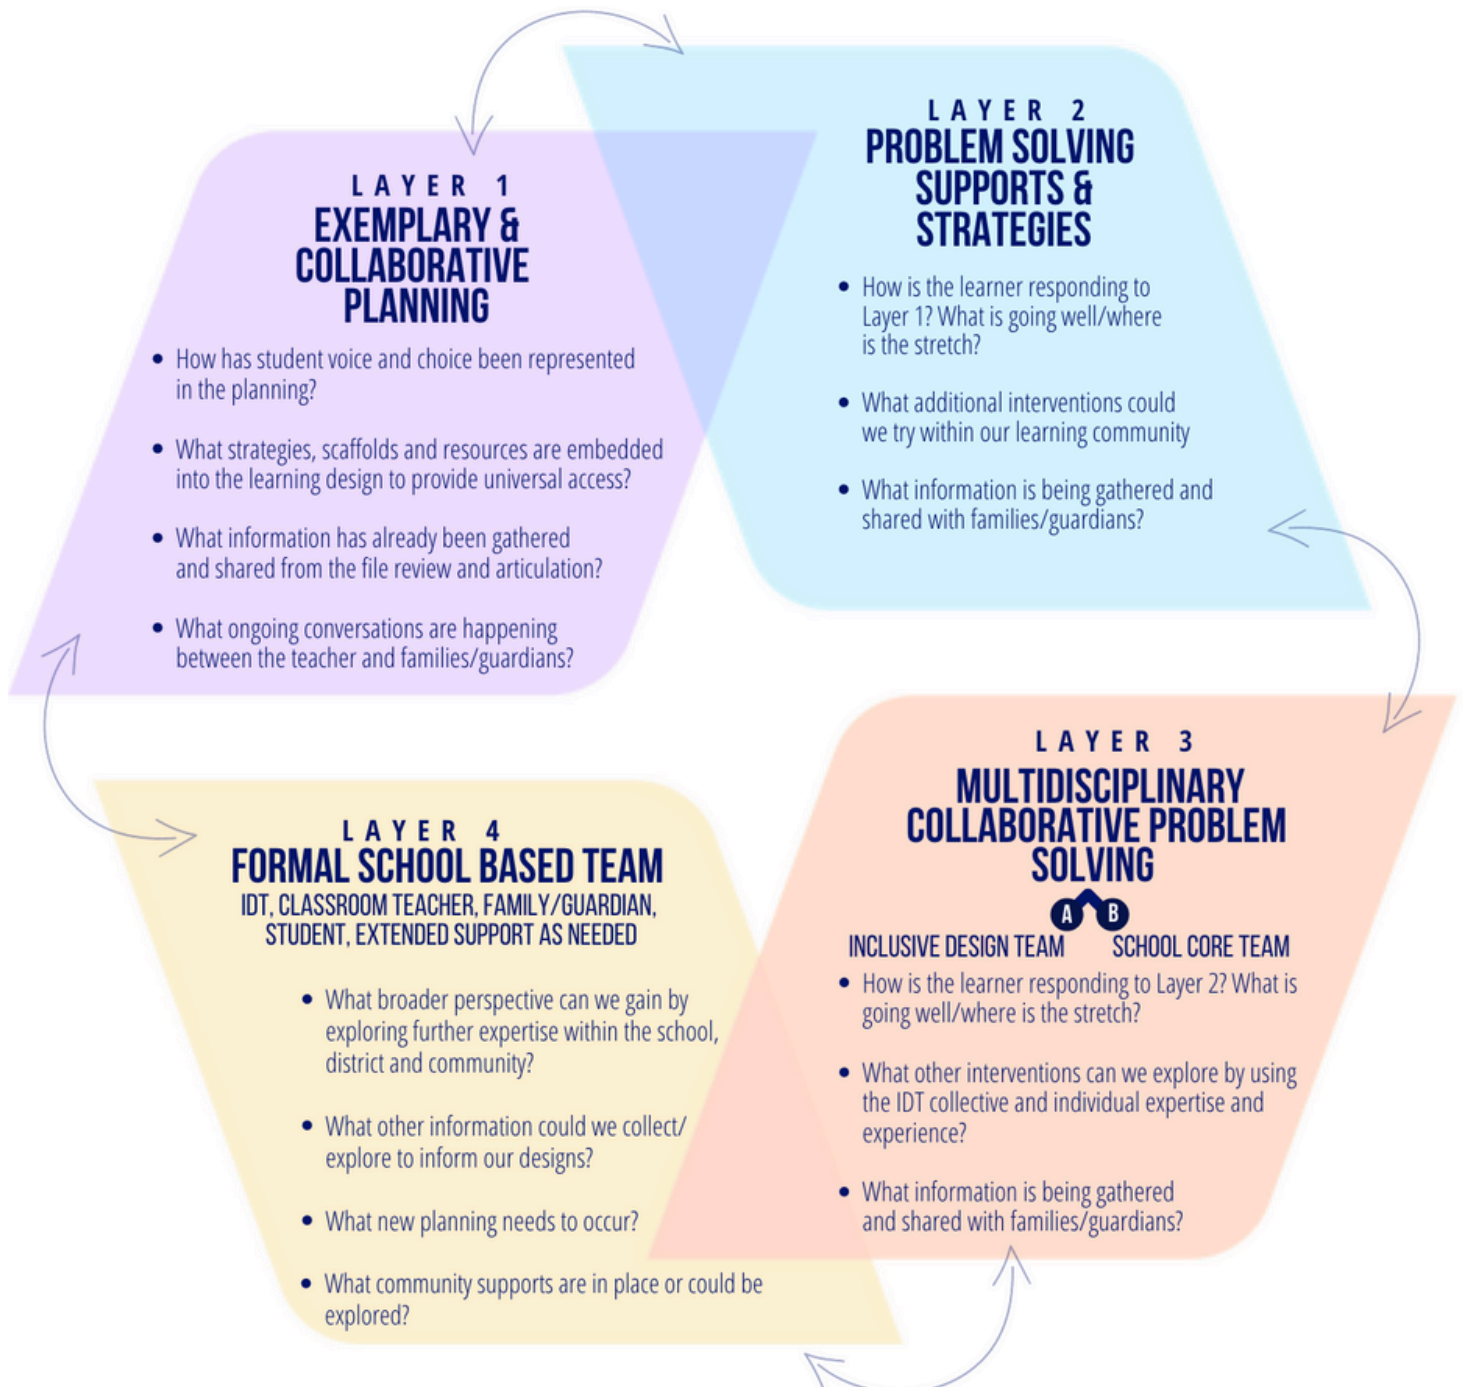 LAYER 1
EXEMPLARY &
COLLABORATIVE
PLANNING
• How has student voice and choice been represented
in the planning?
• What strategies, scaffolds and resources are embedded
into the learning design to provide universal access?
• What information has already been gathered
and shared from the file review and articulation?
• What ongoing conversations are happening
between the teacher and families/guardians?
LAYER 2
PROBLEM SOLVING
SUPPORTS &
STRATEGIES
• How is the learner responding to
Layer 1? What is going well/where
is the stretch?
• What additional interventions could
we try within our learning community
• What information is being gathered and
shared with families/guardians?
LAYER 3
MULTIDISCIPLINARY
COLLABORATIVE PROBLEM
SOLVING
A B
INCLUSIVE DESIGN TEAM SCHOOL CORE TEAM
• How is the learner responding to Layer 2? What is
going well/where is the stretch?
• What other interventions can we explore by using
the IDT collective and individual expertise and
experience?
• What information is being gathered
and shared with families/guardians?
LAYER 4
FORMAL SCHOOL BASED TEAM
IDT, CLASSROOM TEACHER, FAMILY/GUARDIAN,
STUDENT, EXTENDED SUPPORT AS NEEDED
• What broader perspective can we gain by
exploring further expertise within the school,
district and community?
• What other information could we collect/
explore to inform our designs?
• What new planning needs to occur?
• What community supports are in place or could be
explored?